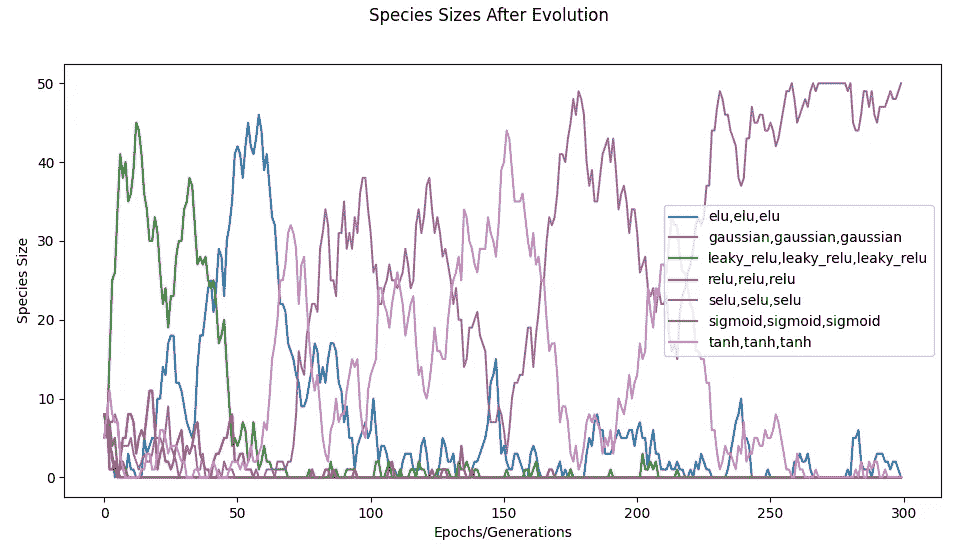 Species Sizes After Evolution
50
40
30
20
10
0
Species Size
elu,elu,elu
gaussian,gaussian,gaussian
leaky_relu,leaky_relu,leaky_relu
relu,relu,relu
selu,selu,selu
sigmoid,sigmoid,sigmoid
tanh,tanh,tanh
0 50 100 150 200 250 300
Epochs/Generations